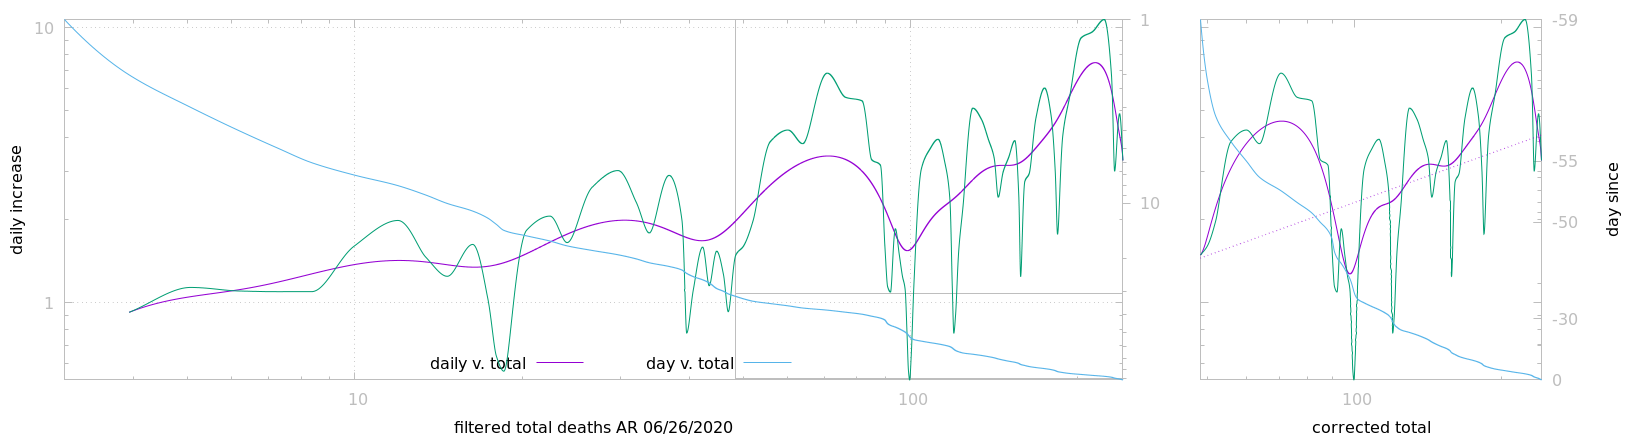 10
1
daily increase
daily v. total
day v. total
10
100
filtered total deaths AR 06/26/2020
1
10
100
corrected total
-59
-55
-50
-30
0
day since